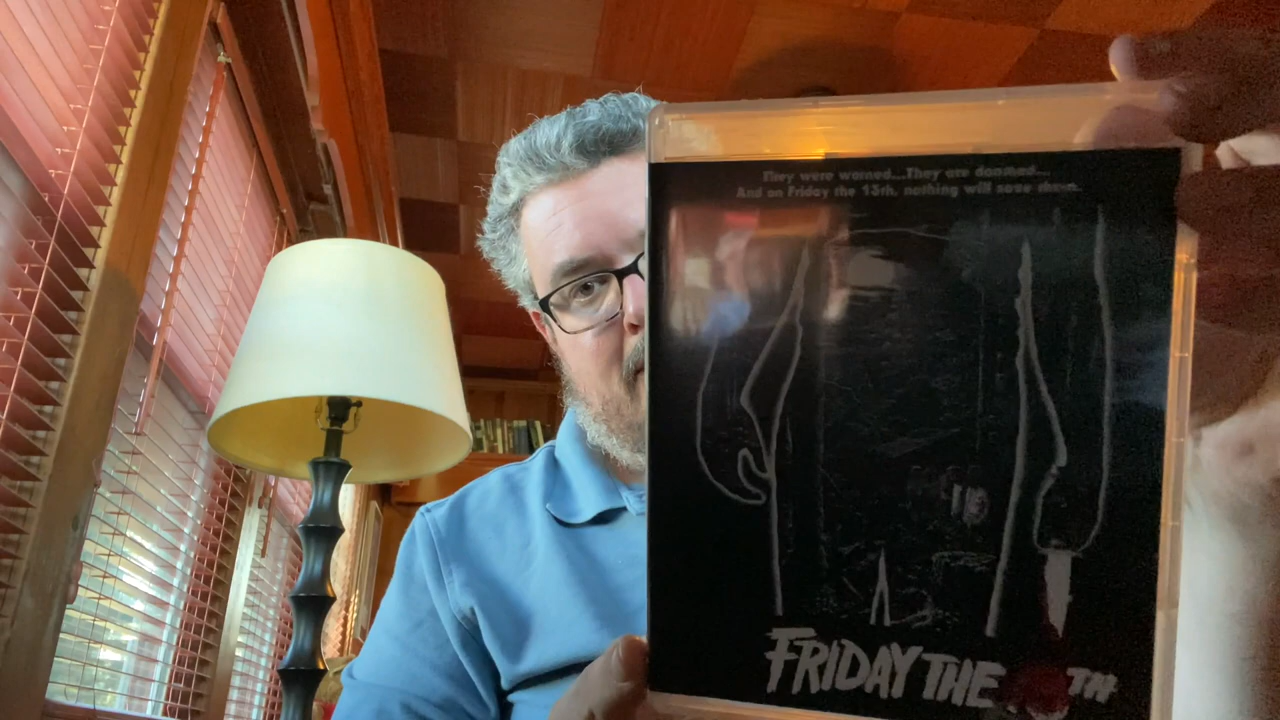 They were warned...They are doomed...
And on Friday the 13th, nothing will save them.
FRIDAY THE TH